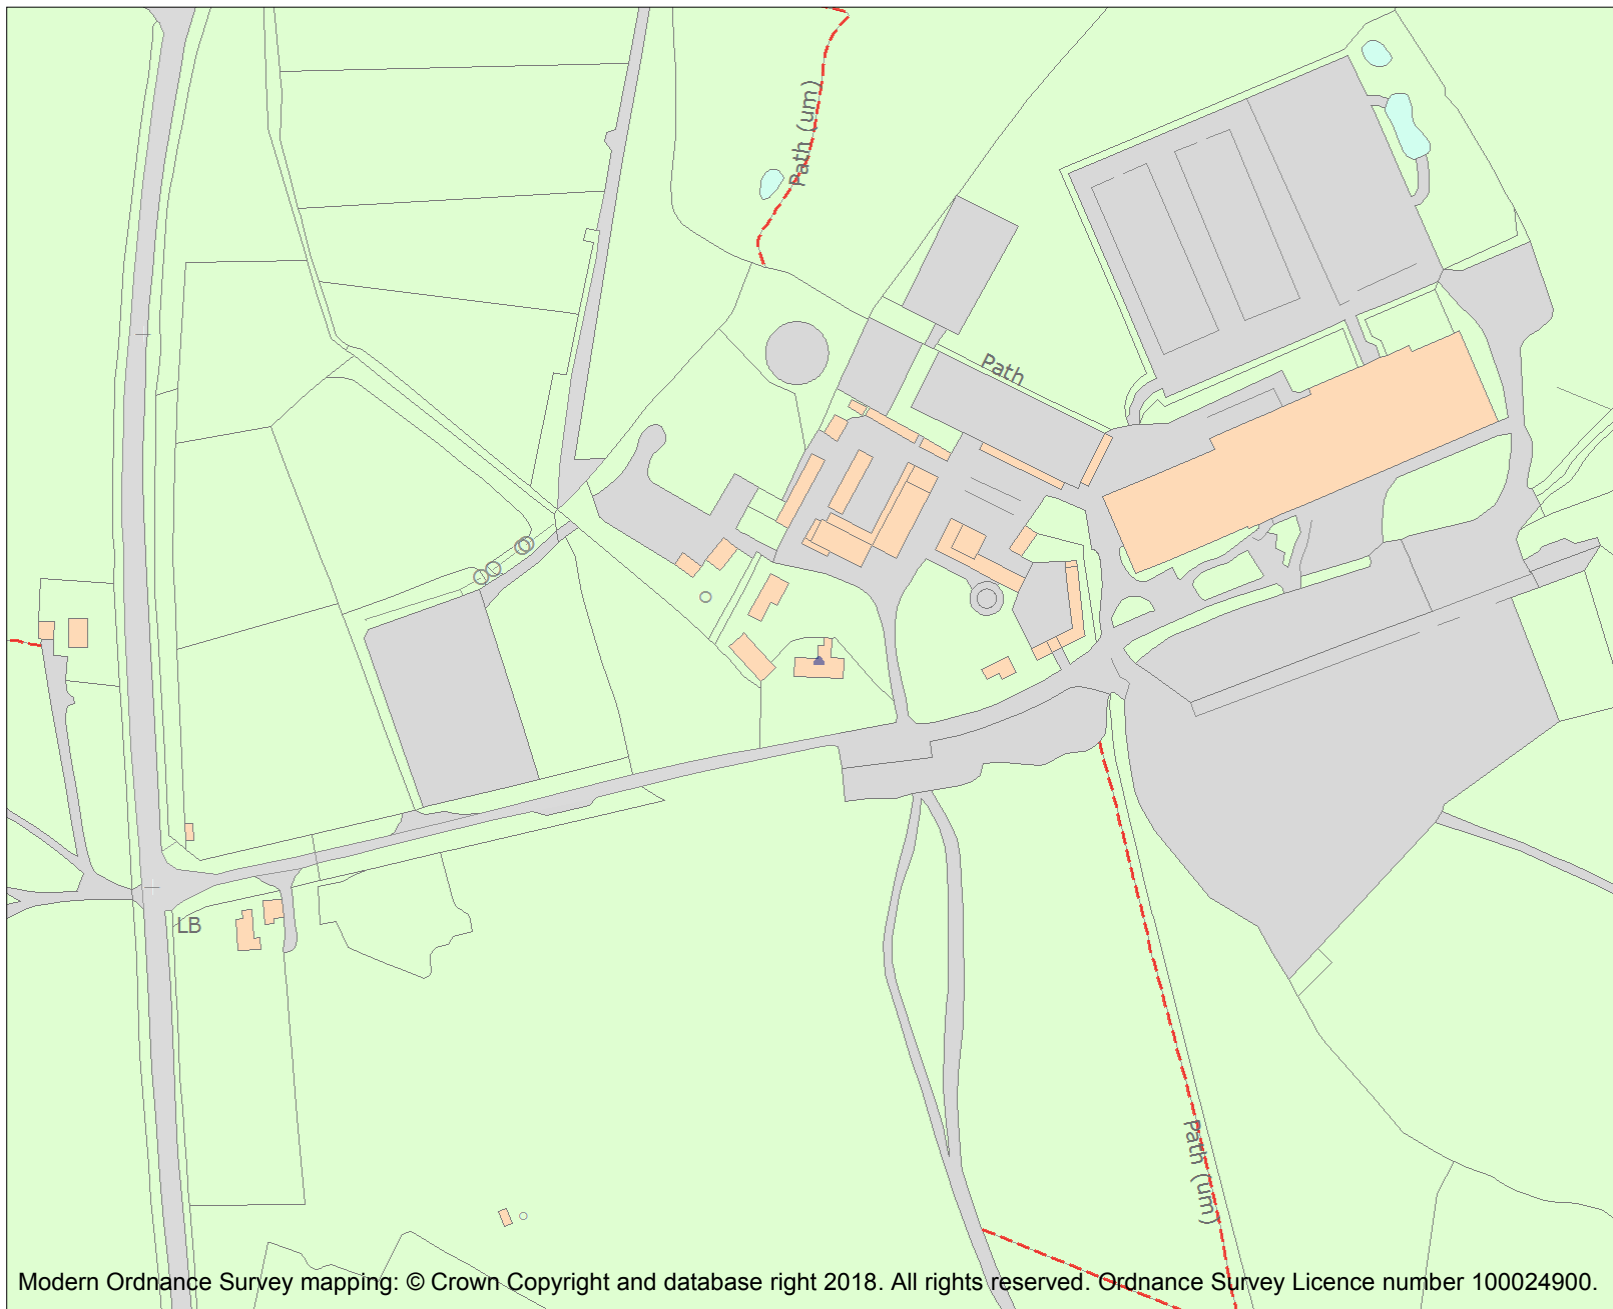 Path (um)
Path
LB
Path (um)
Modern Ordnance Survey mapping: © Crown Copyright and database right 2018. All rights reserved. Ordnance Survey Licence number 100024900.